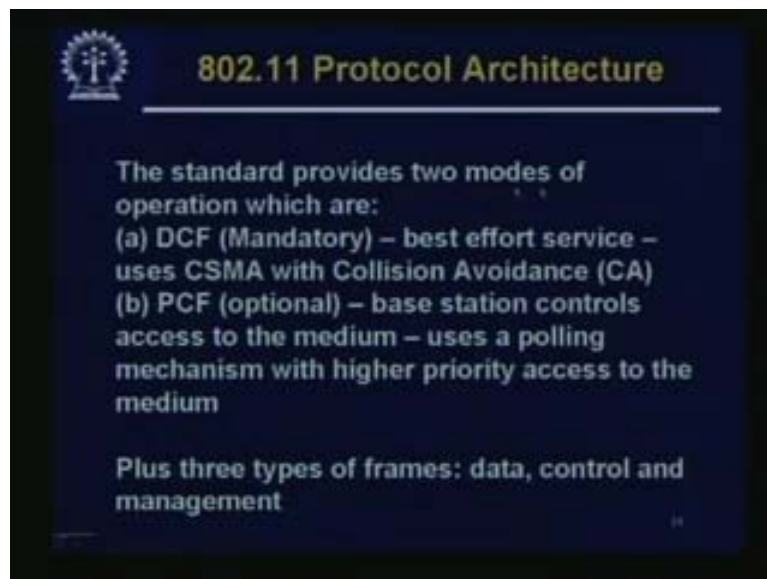 802.11 Protocol Architecture
The standard provides two modes of
operation which are:
(a) DCF (Mandatory) – best effort service –
uses CSMA with Collision Avoidance (CA)
(b) PCF (optional) – base station controls
access to the medium – uses a polling
mechanism with higher priority access to the
medium
Plus three types of frames: data, control and
management